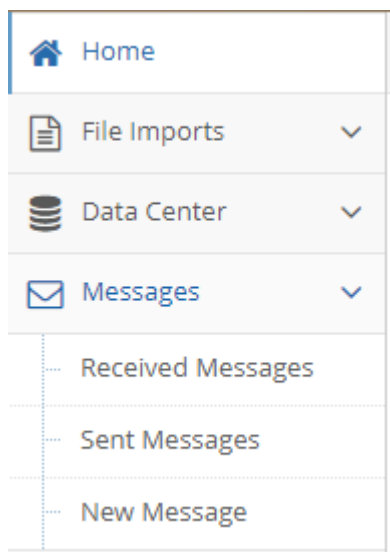 Home
File Imports
Data Center
Messages
Received Messages
Sent Messages
New Message